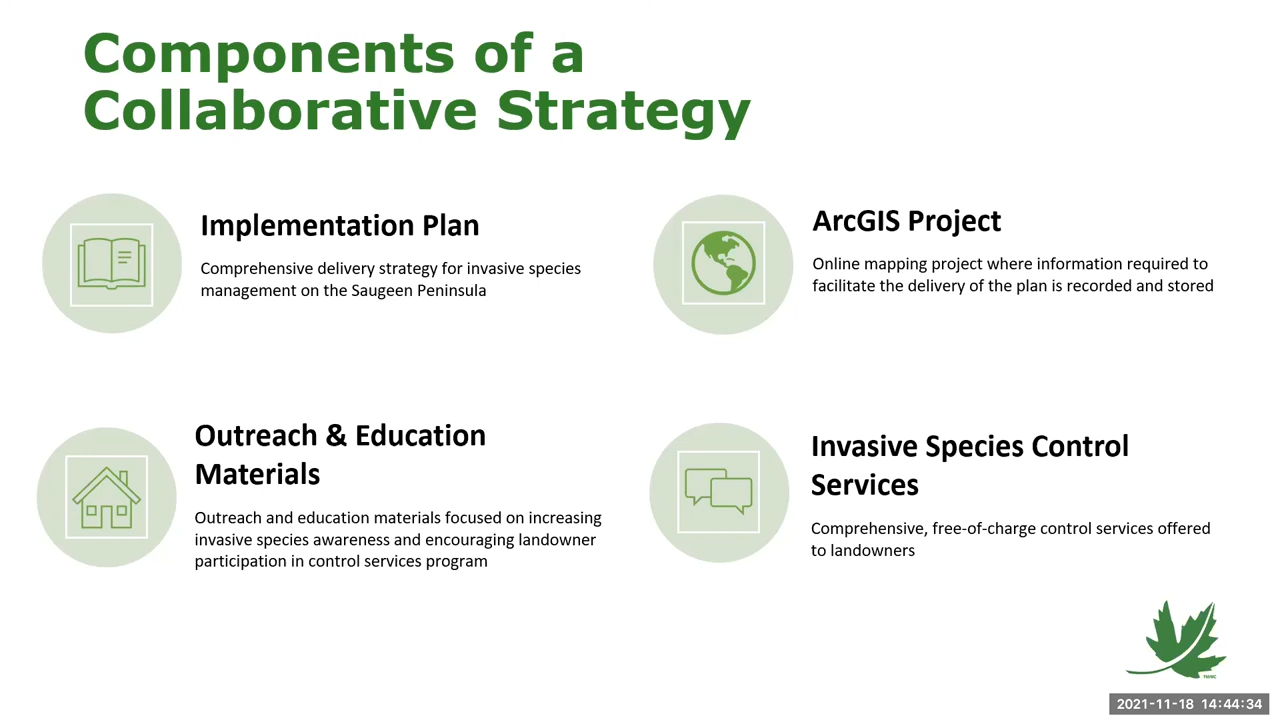 Components of a
Collaborative Strategy
Implementation Plan
Comprehensive delivery strategy for invasive species
management on the Saugeen Peninsula
ArcGIS Project
Online mapping project where information required to
facilitate the delivery of the plan is recorded and stored
Outreach & Education
Materials
Outreach and education materials focused on increasing
invasive species awareness and encouraging landowner
participation in control services program
Invasive Species Control
Services
Comprehensive, free-of-charge control services offered
to landowners
2021-11-18 14:44:34